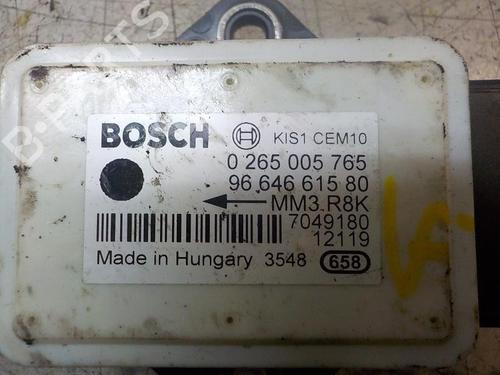 BOSCH KIS1 CEM10
0 265 005 765
96 646 615 80
MM3.R8K
7049180
12119
Made in Hungary 3548 658
B-PARTS